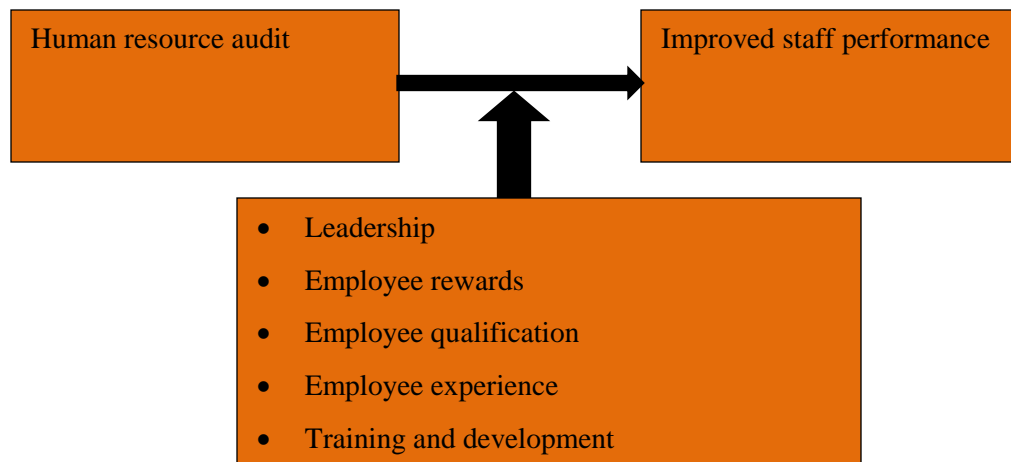 Human resource audit
Improved staff performance
• Leadership
• Employee rewards
• Employee qualification
• Employee experience
• Training and development